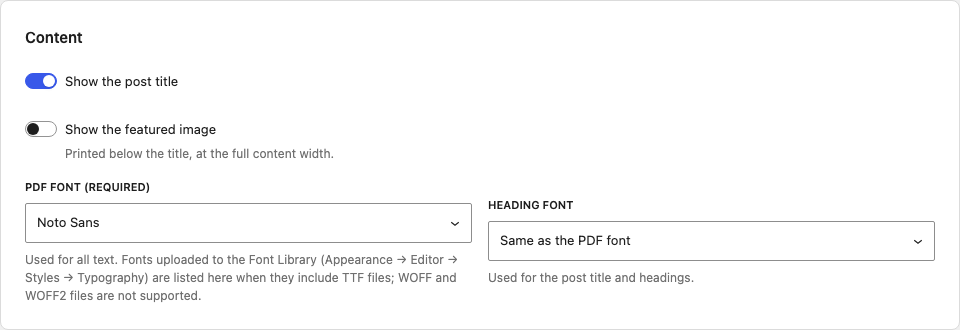 Content
Show the post title
Show the featured image
Printed below the title, at the full content width.
PDF FONT (REQUIRED)
Noto Sans
Used for all text. Fonts uploaded to the Font Library (Appearance → Editor →
Styles → Typography) are listed here when they include TTF files; WOFF and
WOFF2 files are not supported.
HEADING FONT
Same as the PDF font
Used for the post title and headings.